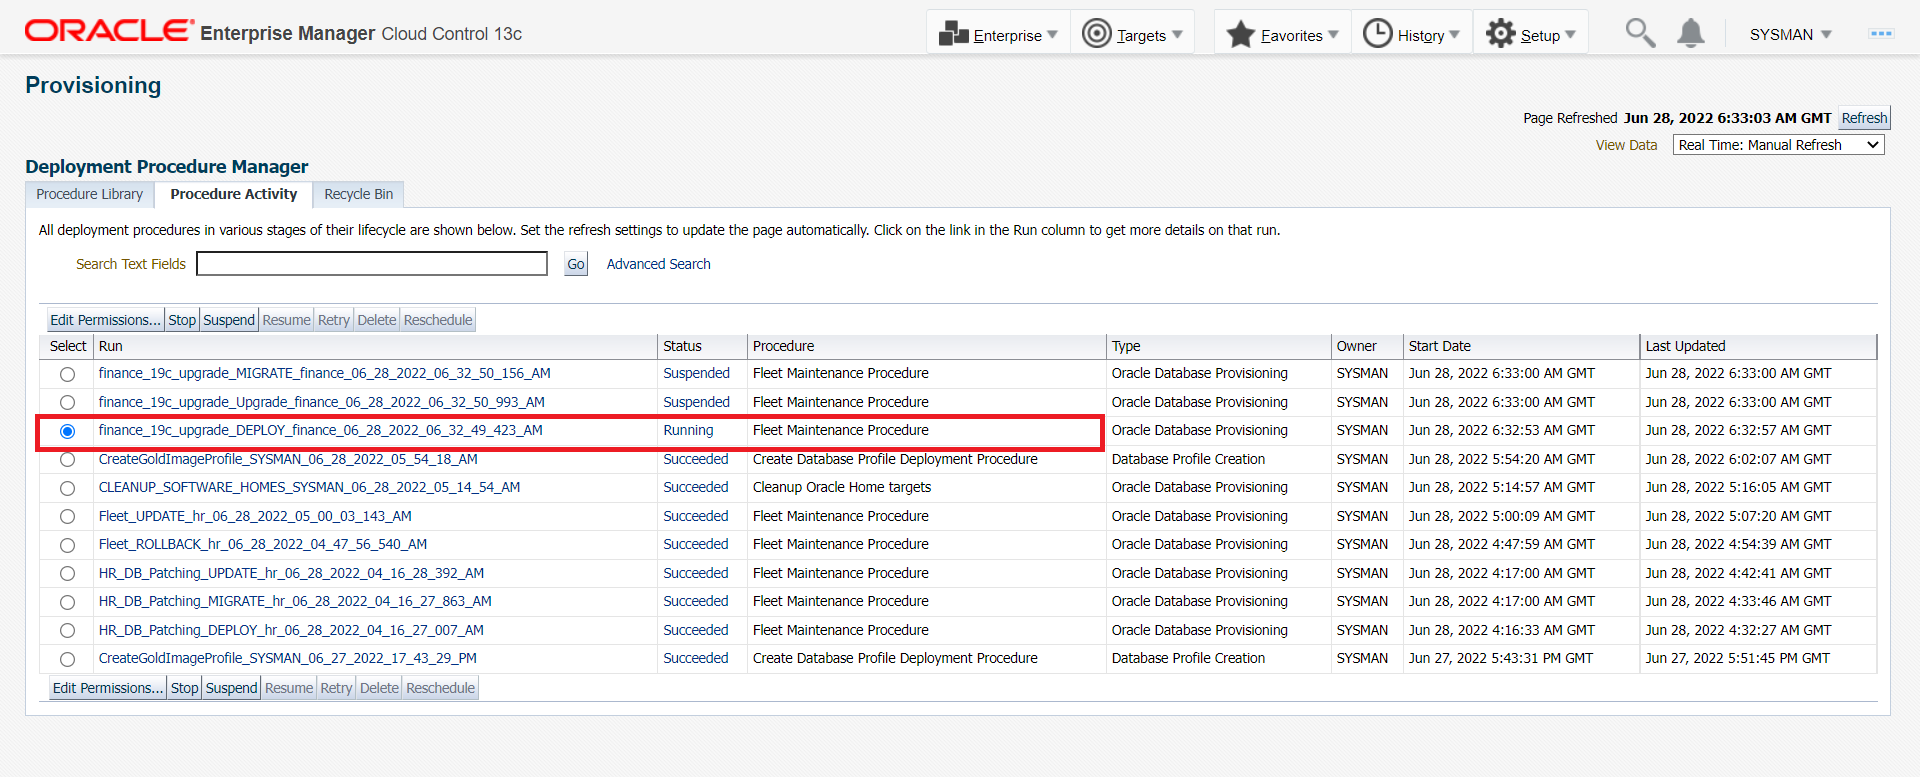 ORACLE Enterprise Manager Cloud Control 13c Enterprise Targets Favorites History Setup SYSMAN
Provisioning
Page Refreshed Jun 28, 2022 6:33:03 AM GMT Refresh
View Data Real Time: Manual Refresh
Deployment Procedure Manager
Procedure Library Procedure Activity Recycle Bin
All deployment procedures in various stages of their lifecycle are shown below. Set the refresh settings to update the page automatically. Click on the link in the Run column to get more details on that run.
Search Text Fields Go Advanced Search
Edit Permissions... Stop Suspend Resume Retry Delete Reschedule
Select Run Status Procedure Type Owner Start Date Last Updated
finance_19c_upgrade_MIGRATE_finance_06_28_2022_06_32_50_156_AM Suspended Fleet Maintenance Procedure Oracle Database Provisioning SYSMAN Jun 28, 2022 6:33:00 AM GMT Jun 28, 2022 6:33:00 AM GMT
finance_19c_upgrade_Upgrade_finance_06_28_2022_06_32_50_993_AM Suspended Fleet Maintenance Procedure Oracle Database Provisioning SYSMAN Jun 28, 2022 6:33:00 AM GMT Jun 28, 2022 6:33:00 AM GMT
finance_19c_upgrade_DEPLOY_finance_06_28_2022_06_32_49_423_AM Running Fleet Maintenance Procedure Oracle Database Provisioning SYSMAN Jun 28, 2022 6:32:53 AM GMT Jun 28, 2022 6:32:57 AM GMT
CreateGoldImageProfile_SYSMAN_06_28_2022_05_54_18_AM Succeeded Create Database Profile Deployment Procedure Database Profile Creation SYSMAN Jun 28, 2022 5:54:20 AM GMT Jun 28, 2022 6:02:07 AM GMT
CLEANUP_SOFTWARE_HOMES_SYSMAN_06_28_2022_05_14_54_AM Succeeded Cleanup Oracle Home targets Oracle Database Provisioning SYSMAN Jun 28, 2022 5:14:57 AM GMT Jun 28, 2022 5:16:05 AM GMT
Fleet_UPDATE_hr_06_28_2022_05_00_03_143_AM Succeeded Fleet Maintenance Procedure Oracle Database Provisioning SYSMAN Jun 28, 2022 5:00:09 AM GMT Jun 28, 2022 5:07:20 AM GMT
Fleet_ROLLBACK_hr_06_28_2022_04_47_56_540_AM Succeeded Fleet Maintenance Procedure Oracle Database Provisioning SYSMAN Jun 28, 2022 4:47:59 AM GMT Jun 28, 2022 4:54:39 AM GMT
HR_DB_Patching_UPDATE_hr_06_28_2022_04_16_28_392_AM Succeeded Fleet Maintenance Procedure Oracle Database Provisioning SYSMAN Jun 28, 2022 4:17:00 AM GMT Jun 28, 2022 4:42:41 AM GMT
HR_DB_Patching_MIGRATE_hr_06_28_2022_04_16_27_863_AM Succeeded Fleet Maintenance Procedure Oracle Database Provisioning SYSMAN Jun 28, 2022 4:17:00 AM GMT Jun 28, 2022 4:33:46 AM GMT
HR_DB_Patching_DEPLOY_hr_06_28_2022_04_16_27_007_AM Succeeded Fleet Maintenance Procedure Oracle Database Provisioning SYSMAN Jun 28, 2022 4:16:33 AM GMT Jun 28, 2022 4:32:27 AM GMT
CreateGoldImageProfile_SYSMAN_06_27_2022_17_43_29_PM Succeeded Create Database Profile Deployment Procedure Database Profile Creation SYSMAN Jun 27, 2022 5:43:31 PM GMT Jun 27, 2022 5:51:45 PM GMT
Edit Permissions... Stop Suspend Resume Retry Delete Reschedule